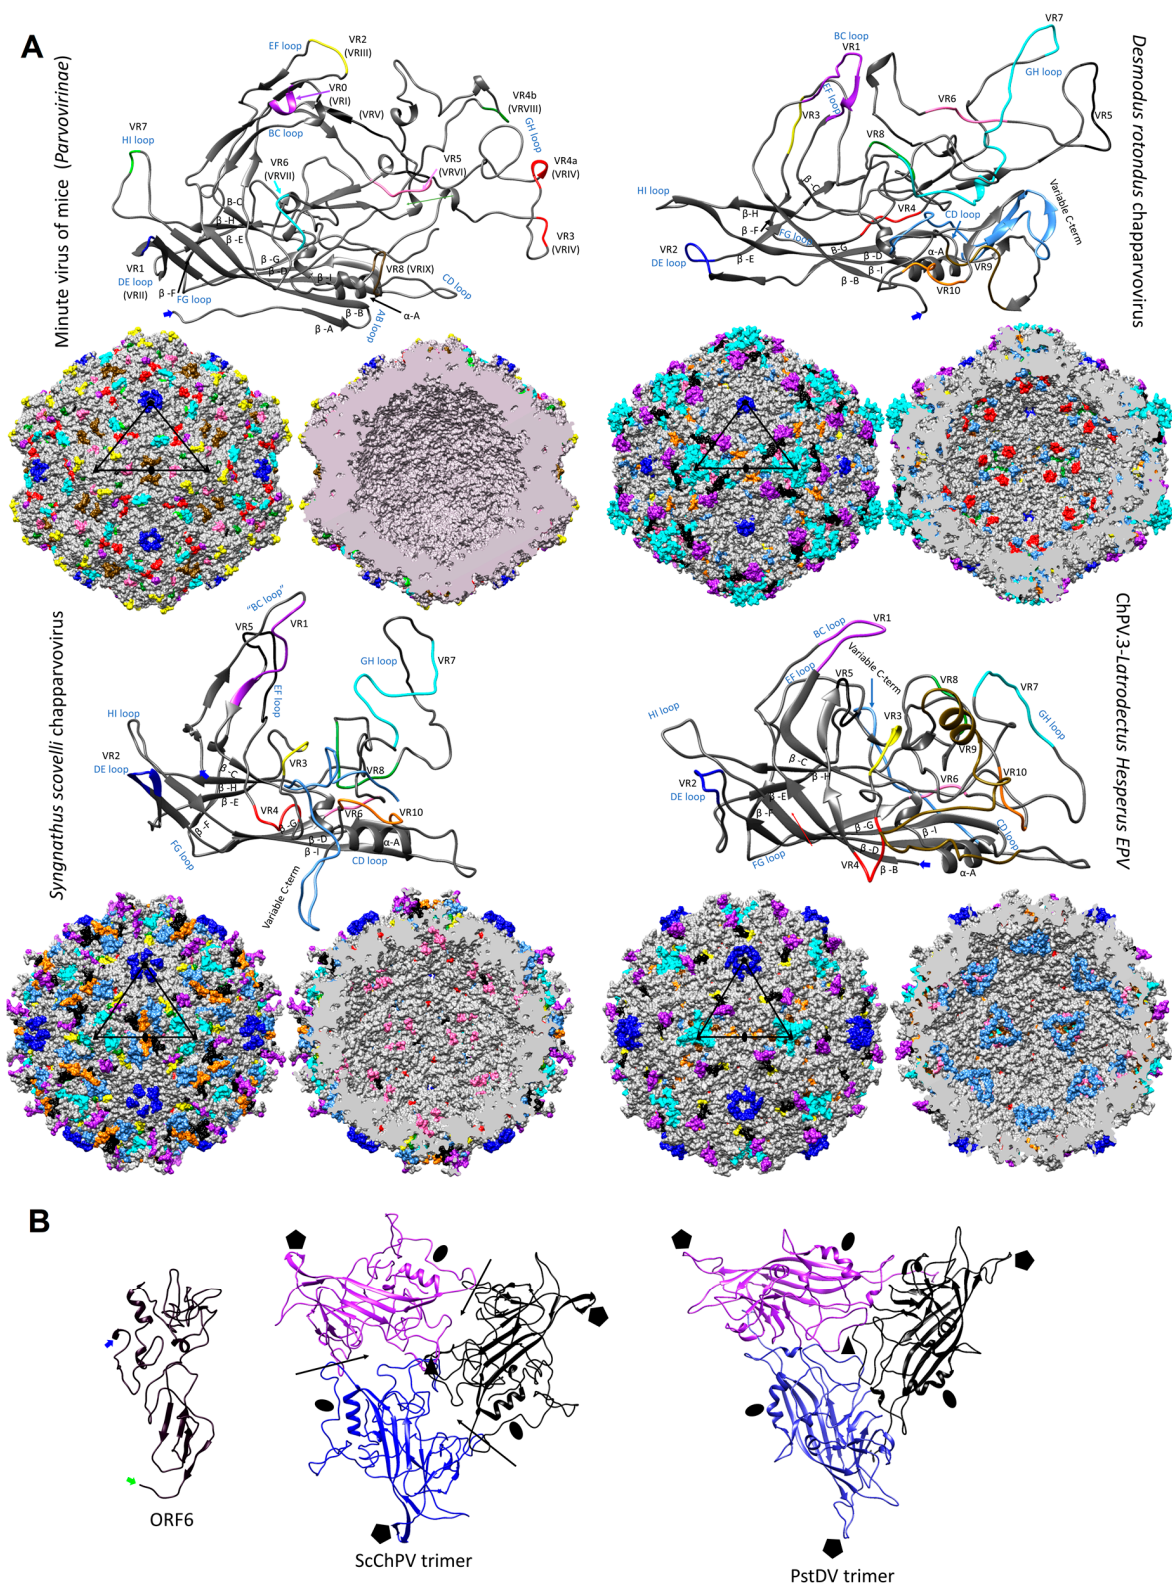 A
Minute virus of mice (Parvovirinae)
EF loop
VR2
(VRIII)
VR0
(VRI)
(VRV)
BC loop
VR4b
(VRVIII)
GH loop
VR7
HI loop
VR6
(VRVII)
VR5
(VRVI)
VR4a
(VRIV)
VR3
(VRIV)
β-C
β-H
β-E
β-G
β-D
β-I
VR1
DE loop
(VRII)
β-F
FG loop
VR8 (VRIX)
CD loop
β-B
α-A
β-A
AB loop
Desmodus rotondus chapparvovirus
BC loop
VR1
VR7
GH loop
EF loop
VR3
VR6
VR5
VR8
β-C
HI loop
β-H
β-F
FG loop
VR4
CD loop
Variable C-term
VR2
DE loop
β-E
B-G
β-D
α-A
β-I
VR9
β-B
VR10
Syngnathus scovelli chapparvovirus
"BC loop"
VR5
VR1
GH loop
VR7
EF loop
HI loop
VR2
DE loop
VR3
VR8
β-C
β-H
β-E
VR4
β-F
β-G
VR6
VR10
β-D
β-I
α-A
FG loop
CD loop
Variable C-term
ChPV.3-Latrodectus Hesperus EPV
BC loop
VR1
Variable C-term
EF loop
VR5
VR8
VR7
HI loop
VR3
GH loop
VR9
β-C
β-H
VR2
DE loop
VR6
VR10
β-E
β-F
β-G
β-I
CD loop
FG loop
β-D
VR4
β-B
α-A
B
ORF6
ScChPV trimer
PstDV trimer